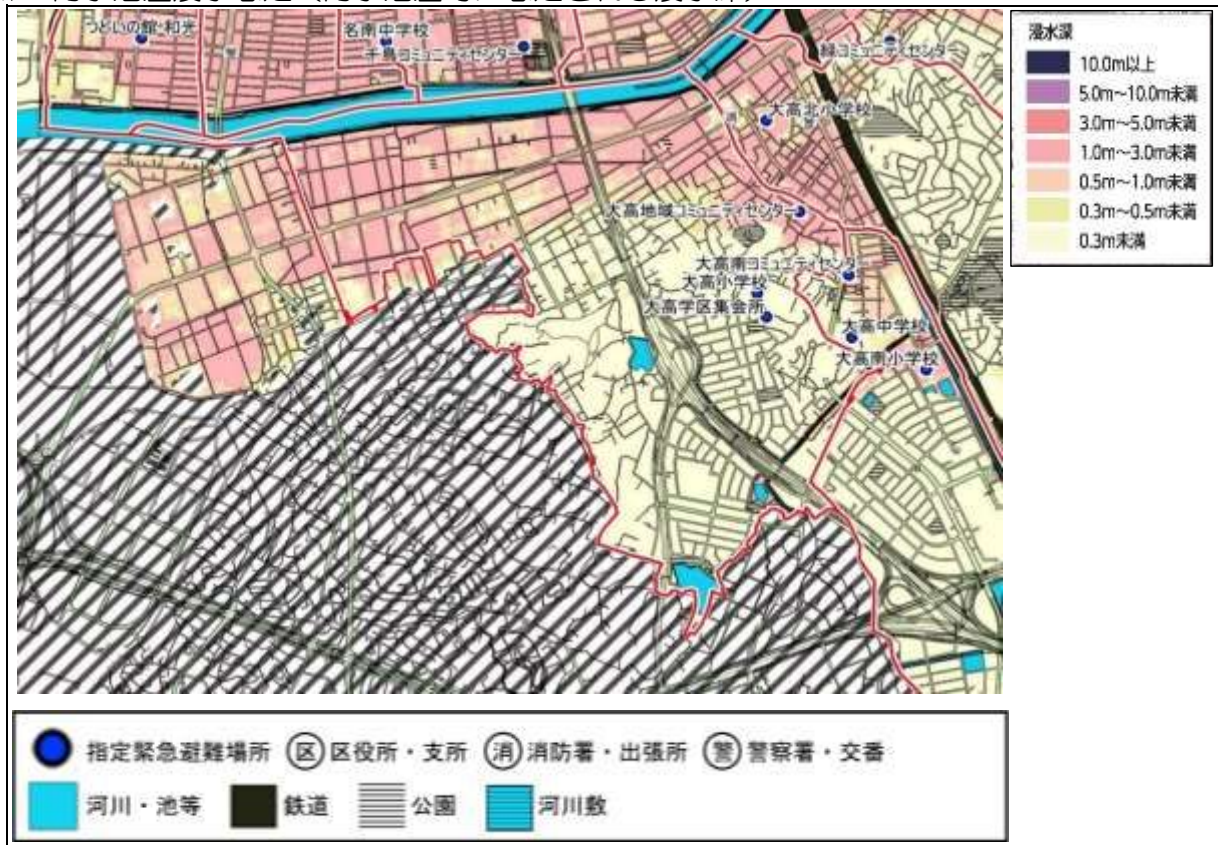 つどいの館・和光
名南中学校
千鳥コミュニティセンター
緑コミュニティセンター
消
大高北小学校
大高地域コミュニティセンター
大高南コミュニティセンター
大高小学校
大高学区集会所
大高中学校
大高南小学校
浸水深
10.0m以上
5.0m～10.0m未満
3.0m～5.0m未満
1.0m～3.0m未満
0.5m～1.0m未満
0.3m～0.5m未満
0.3m未満
指定緊急避難場所 区 区役所・支所 消 消防署・出張所 警 警察署・交番
河川・池等 鉄道 公園 河川敷